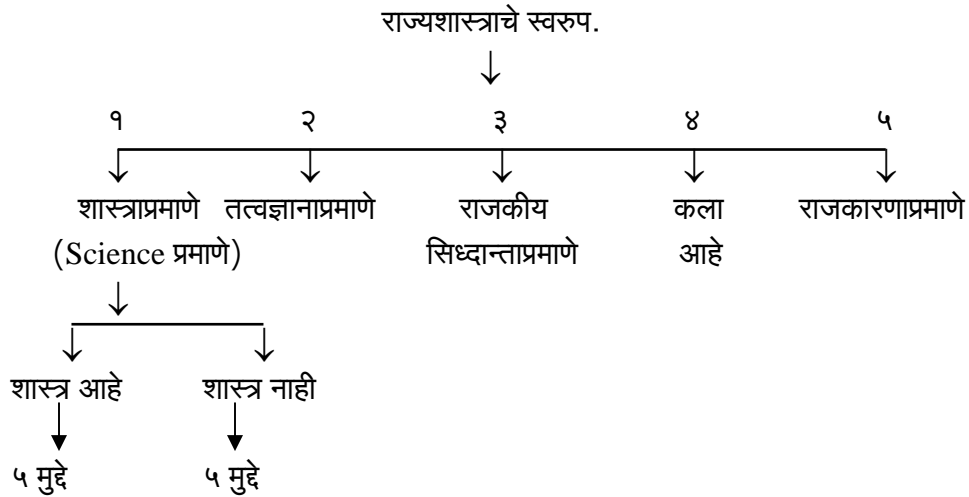 राज्यशास्त्राचे स्वरुप.
१ २ ३ ४ ५
शास्त्राप्रमाणे तत्वज्ञानाप्रमाणे राजकीय कला राजकारणाप्रमाणे
(Science प्रमाणे) सिध्दान्ताप्रमाणे आहे
शास्त्र आहे शास्त्र नाही
५ मुद्दे ५ मुद्दे